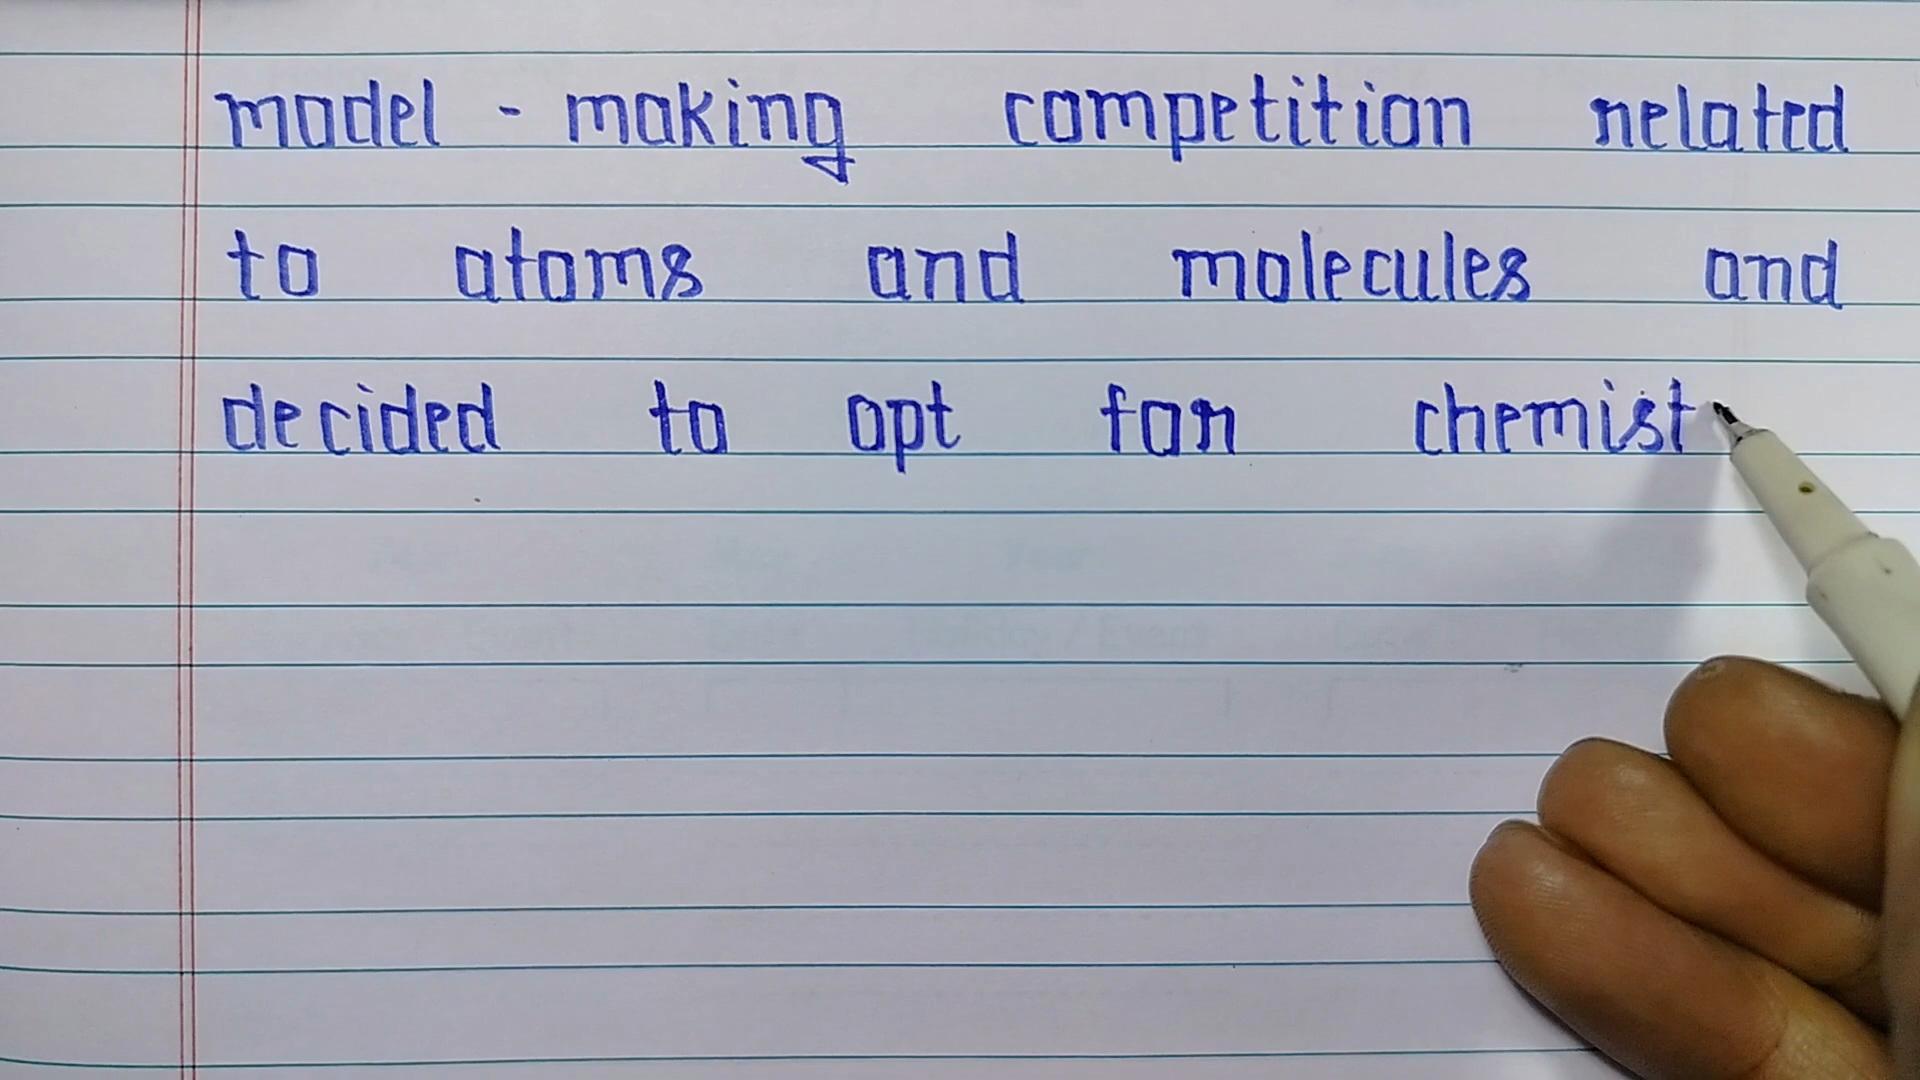 model - making competition related
to atoms and molecules and
decided to opt for chemist